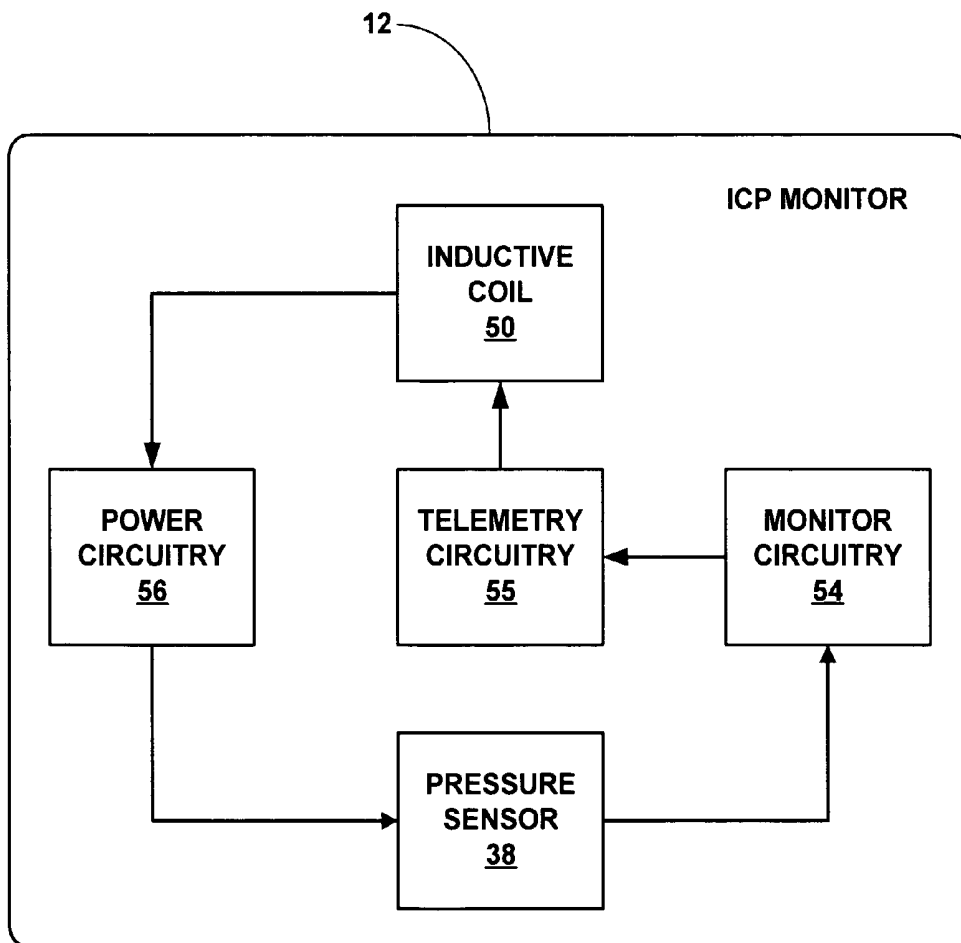 12
ICP MONITOR
INDUCTIVE
COIL
50
POWER
CIRCUITRY
56
TELEMETRY
CIRCUITRY
55
MONITOR
CIRCUITRY
54
PRESSURE
SENSOR
38